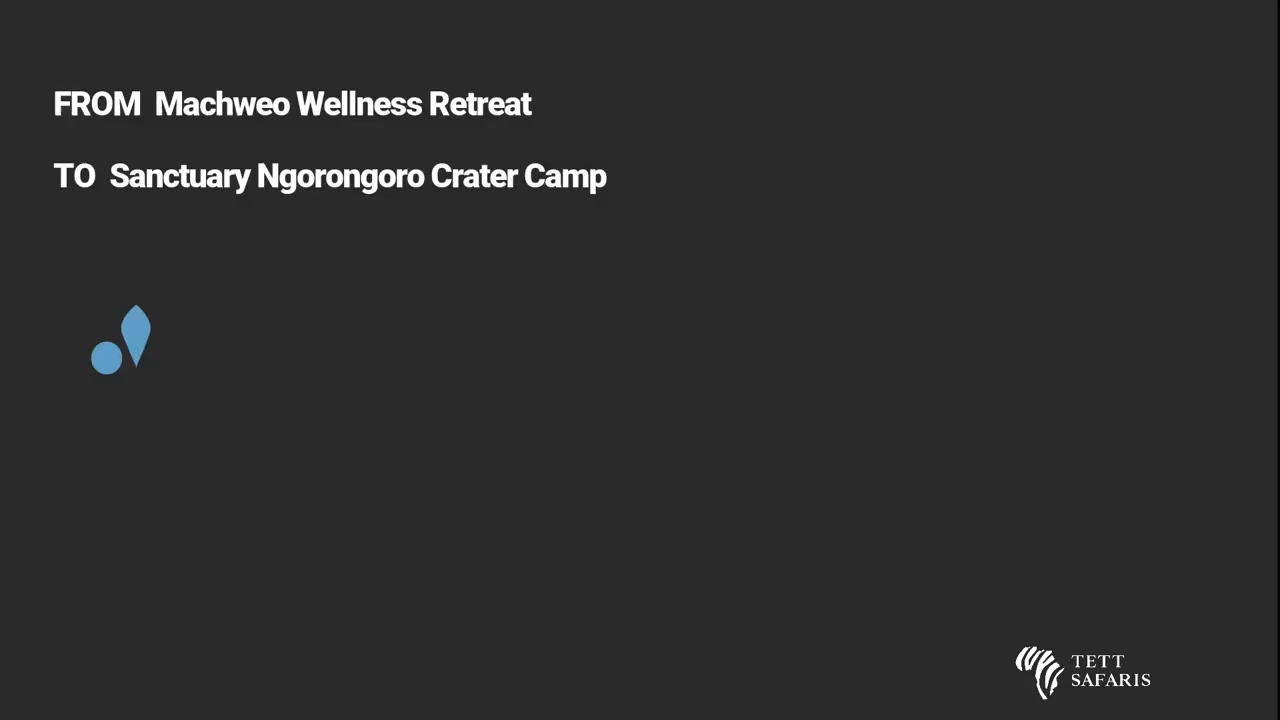 FROM Machweo Wellness Retreat
TO Sanctuary Ngorongoro Crater Camp
TETT
SAFARIS